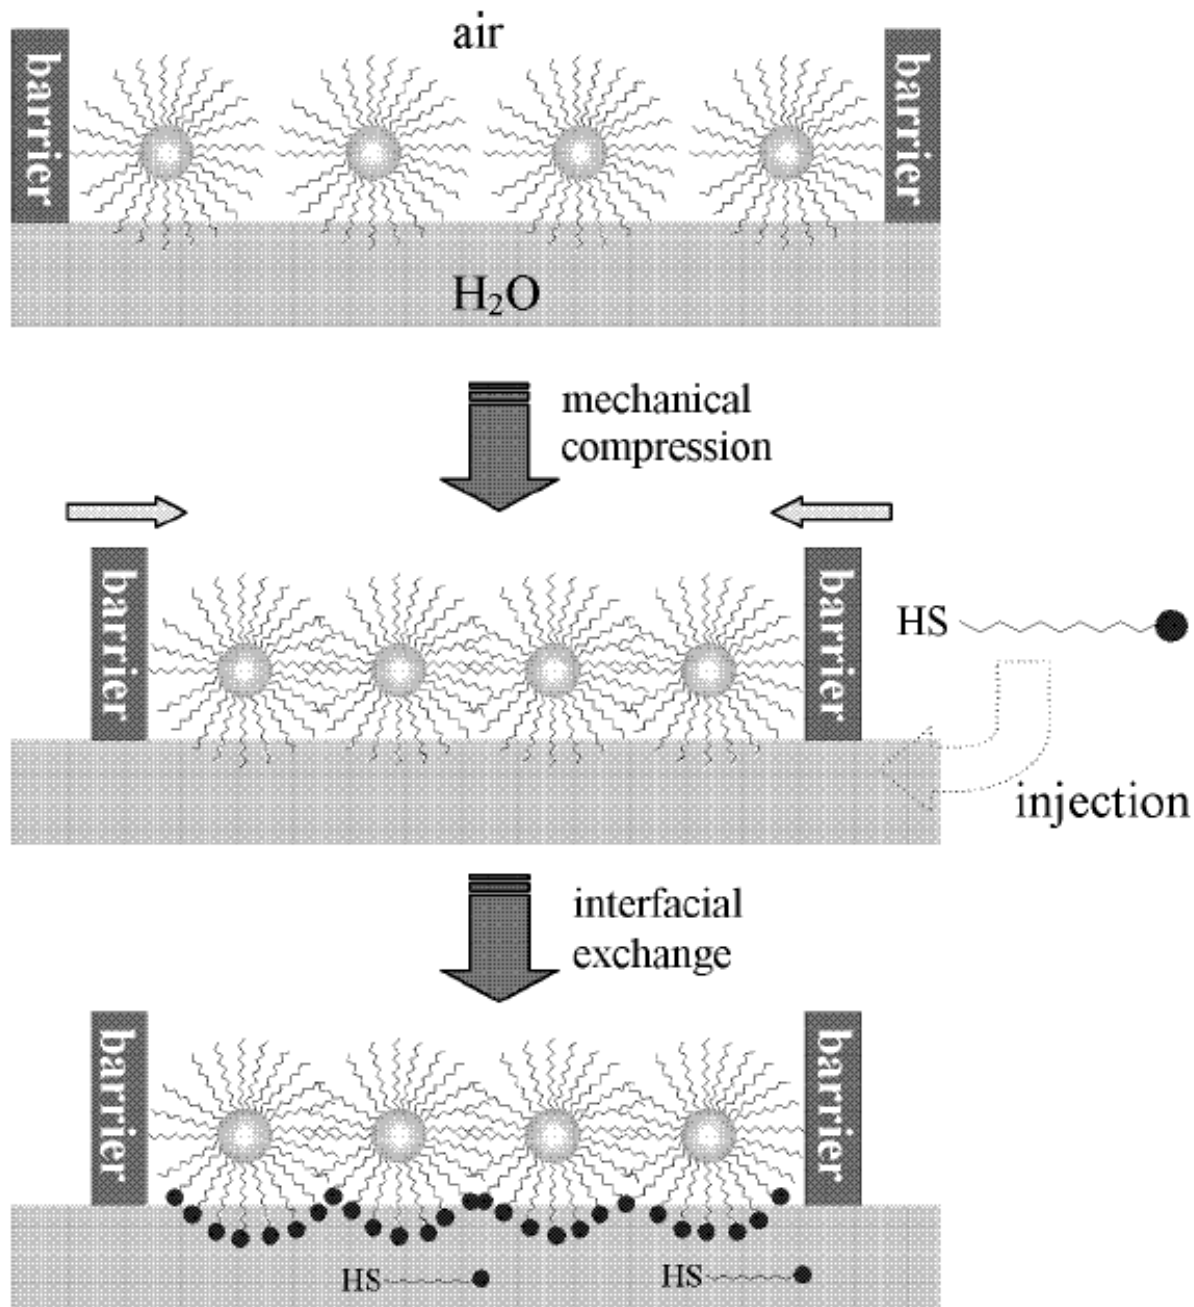 air
barrier
barrier
H₂O
mechanical
compression
barrier
barrier
HS
injection
interfacial
exchange
barrier
barrier
HS
HS